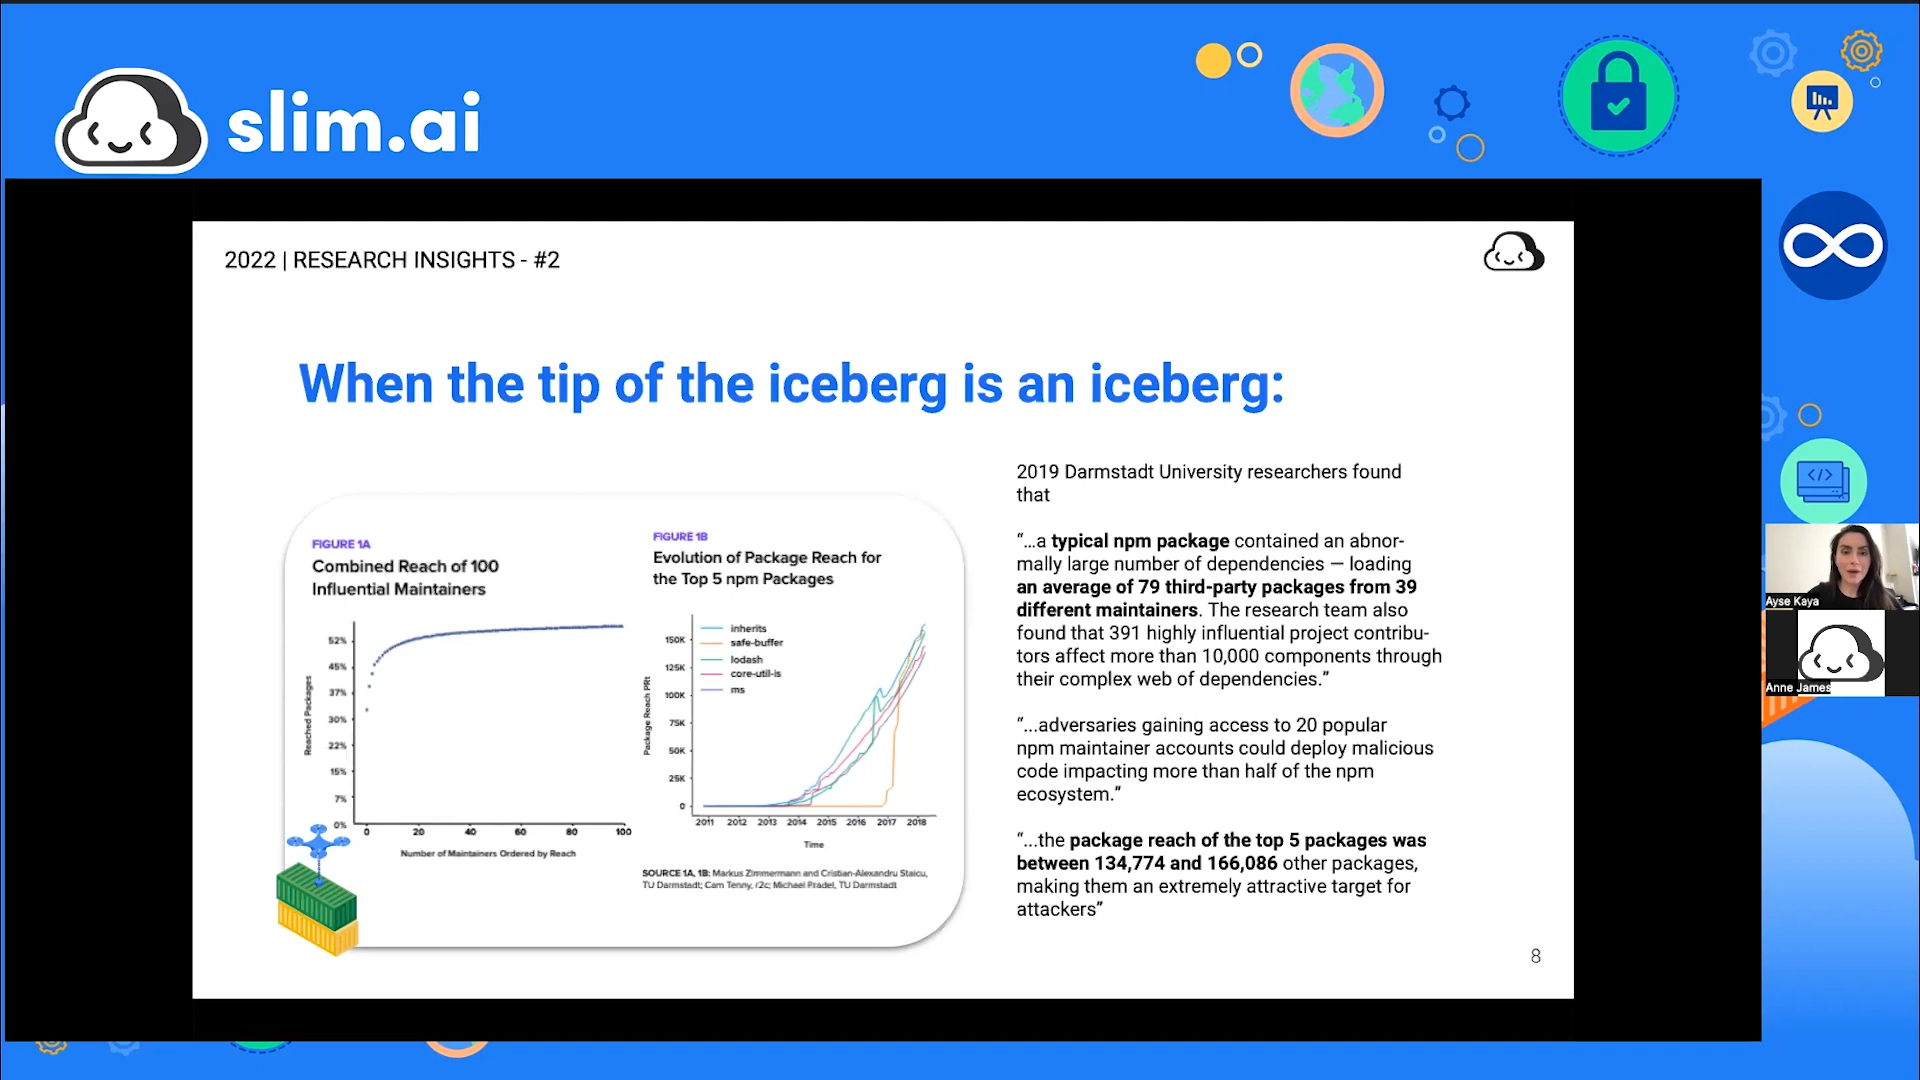 slim.ai
2022 | RESEARCH INSIGHTS - #2
When the tip of the iceberg is an iceberg:
FIGURE 1A
Combined Reach of 100
Influential Maintainers
Reached Packages
52%
45%
37%
30%
22%
15%
7%
0%
0 20 40 60 80 100
Number of Maintainers Ordered by Reach
FIGURE 1B
Evolution of Package Reach for
the Top 5 npm Packages
inherits
safe-buffer
lodash
core-util-is
ms
Package Reach PRt
150K
125K
100K
75K
50K
25K
0
2011 2012 2013 2014 2015 2016 2017 2018
Time
SOURCE 1A, 1B: Markus Zimmermann and Cristian-Alexandru Staicu,
TU Darmstadt; Cam Tenny, r2c; Michael Pradel, TU Darmstadt
2019 Darmstadt University researchers found
that
“...a typical npm package contained an abnor-
mally large number of dependencies — loading
an average of 79 third-party packages from 39
different maintainers. The research team also
found that 391 highly influential project contribu-
tors affect more than 10,000 components through
their complex web of dependencies.”
“...adversaries gaining access to 20 popular
npm maintainer accounts could deploy malicious
code impacting more than half of the npm
ecosystem.”
“...the package reach of the top 5 packages was
between 134,774 and 166,086 other packages,
making them an extremely attractive target for
attackers”
8
</> 
Ayse Kaya
Anne James